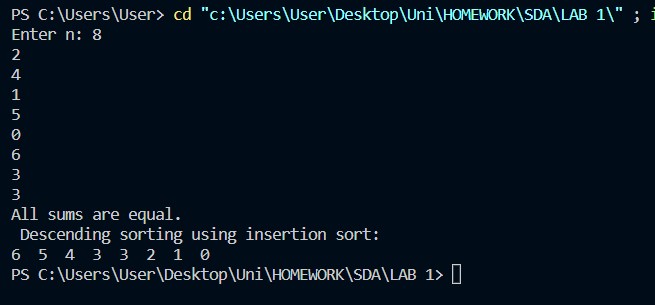 PS C:\Users\User> cd "c:\Users\User\Desktop\Uni\HOMEWORK\SDA\LAB 1\" ; i
Enter n: 8
2
4
1
5
0
6
3
3
All sums are equal.
 Descending sorting using insertion sort:
6  5  4  3  3  2  1  0
PS C:\Users\User\Desktop\Uni\HOMEWORK\SDA\LAB 1>